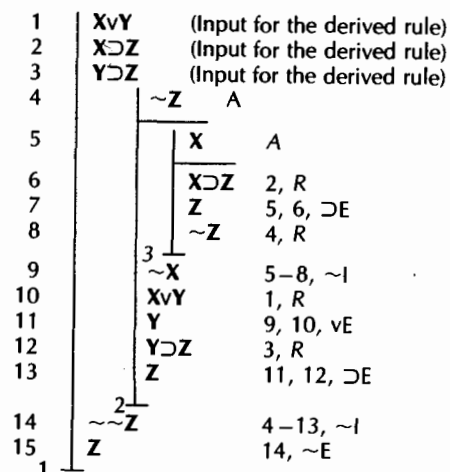 1 XvY (Input for the derived rule)
2 X⊃Z (Input for the derived rule)
3 Y⊃Z (Input for the derived rule)
4 ~Z A
5 X A
6 X⊃Z 2, R
7 Z 5, 6, ⊃E
8 ~Z 4, R
3
9 ~X 5–8, ~I
10 XvY 1, R
11 Y 9, 10, vE
12 Y⊃Z 3, R
13 Z 11, 12, ⊃E
2
14 ~~Z 4–13, ~I
15 Z 14, ~E
1